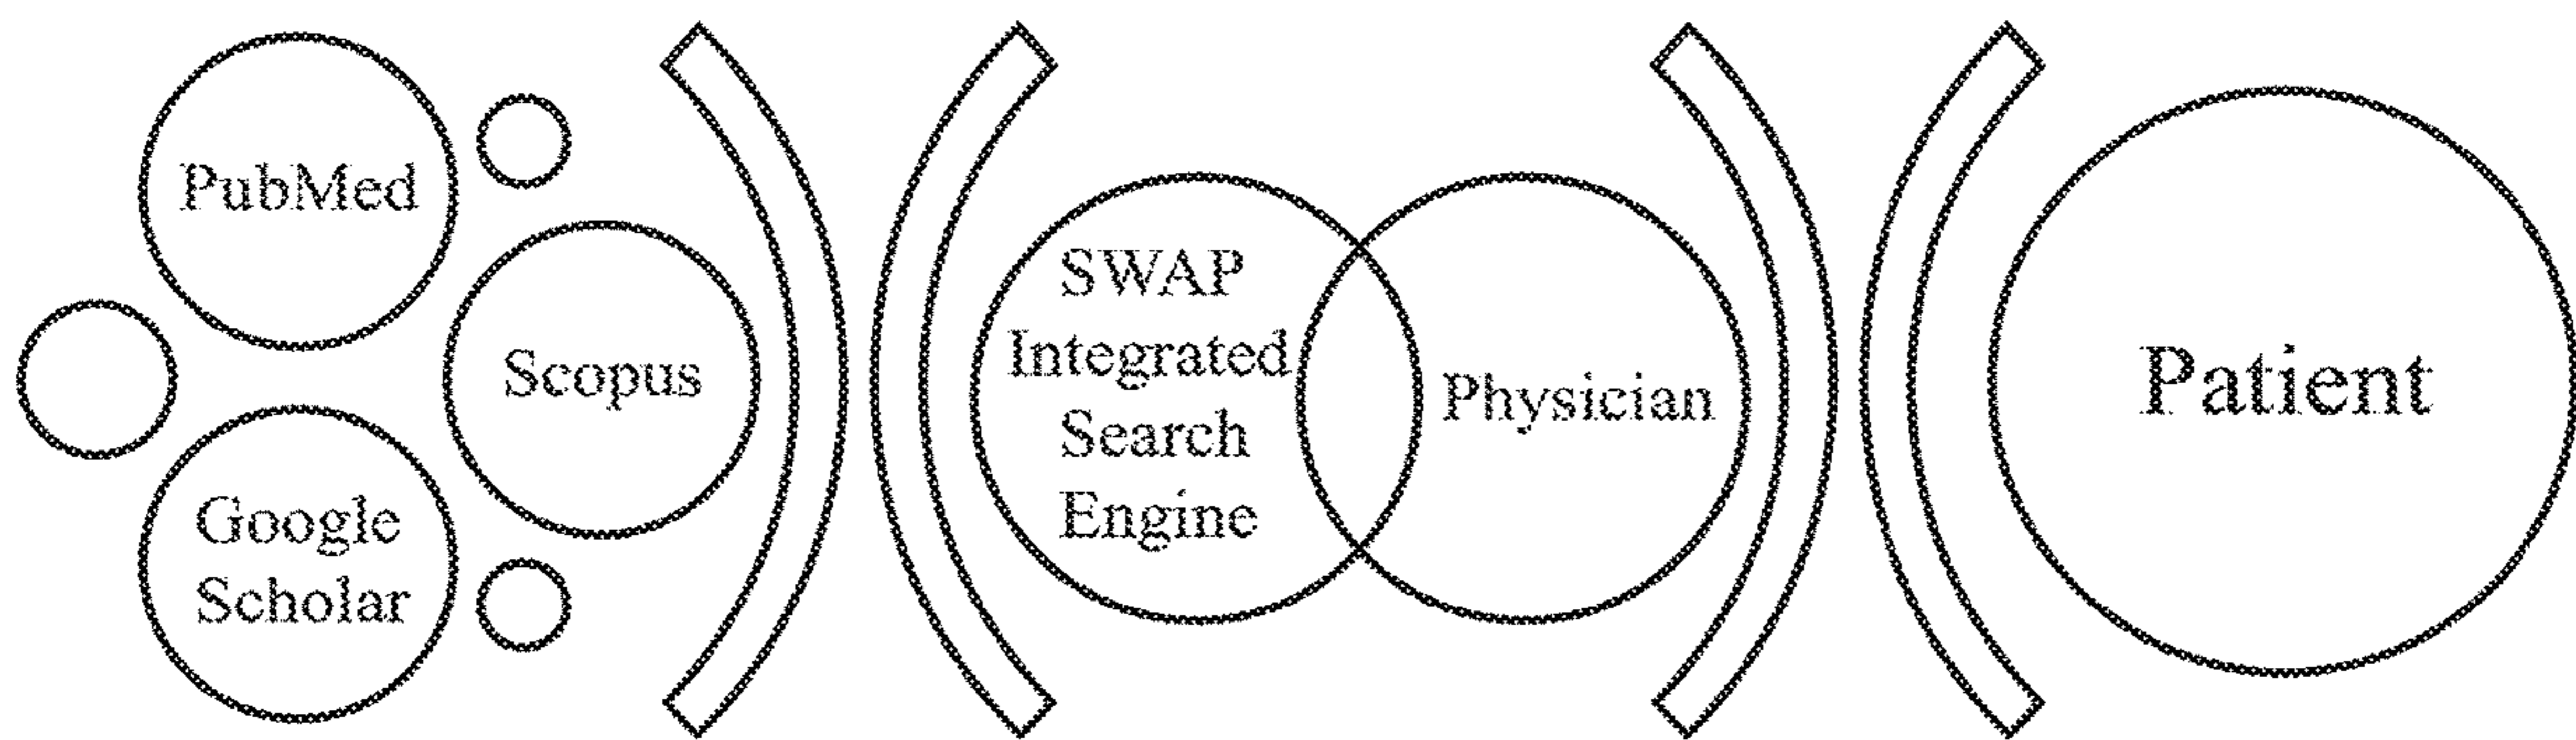 PubMed
Scopus
Google
Scholar
SWAP
Integrated
Search
Engine
Physician
Patient